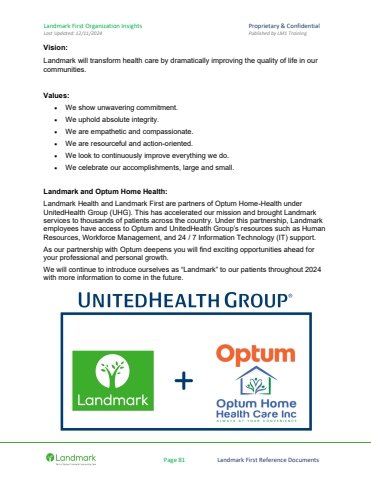 Landmark First Organization Insights
Proprietary & Confidential
Last Updated: 12/11/2024
Published by LMS Training
Vision:
Landmark will transform health care by dramatically improving the quality of life in our
communities.
Values:
• We show unwavering commitment.
• We uphold absolute integrity.
• We are empathetic and compassionate.
• We are resourceful and action-oriented.
• We look to continuously improve everything we do.
• We celebrate our accomplishments, large and small.
Landmark and Optum Home Health:
Landmark Health and Landmark First are partners of Optum Home-Health under
UnitedHealth Group (UHG). This has accelerated our mission and brought Landmark
services to thousands of patients across the country. Under this partnership, Landmark
employees have access to Optum and UnitedHealth Group's resources such as Human
Resources, Workforce Management, and 24 / 7 Information Technology (IT) support.
As our partnership with Optum deepens you will find exciting opportunities ahead for
your professional and personal growth.
We will continue to introduce ourselves as "Landmark" to our patients throughout 2024
with more information to come in the future.
UNITEDHEALTH GROUP®
Landmark
+
Optum
Optum Home
Health Care Inc
ALWAYS AT YOUR CONVENIENCE
Landmark
Page 81
Landmark First Reference Documents